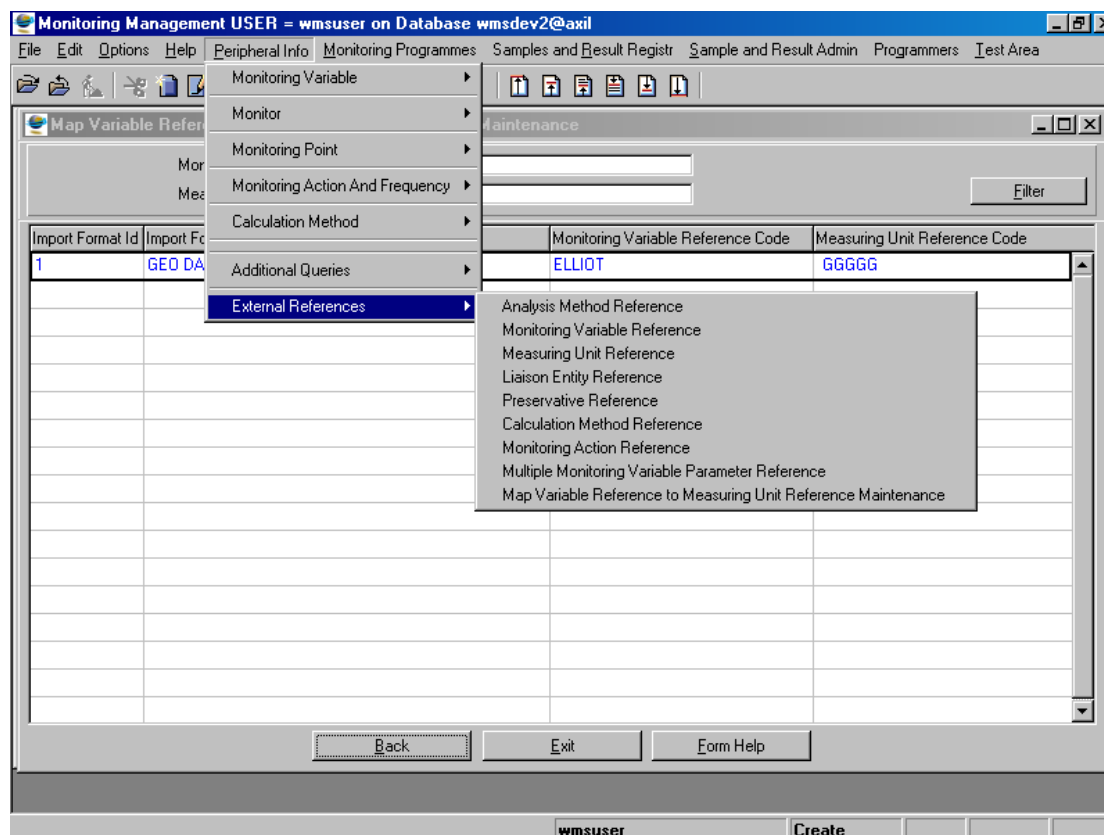 Monitoring Management USER = wmsuser on Database wmsdev2@axil
File Edit Options Help Peripheral Info Monitoring Programmes Samples and Result Registr Sample and Result Admin Programmers Test Area
Monitoring Variable
Map Variable Refer
Maintenance
Monitor
Monitoring Point
Mor
Monitoring Action And Frequency
Mea
Filter
Calculation Method
Import Format Id Import Fo Monitoring Variable Reference Code Measuring Unit Reference Code
1 GEO DA ELLIOT GGGGG
Additional Queries
External References
Analysis Method Reference
Monitoring Variable Reference
Measuring Unit Reference
Liaison Entity Reference
Preservative Reference
Calculation Method Reference
Monitoring Action Reference
Multiple Monitoring Variable Parameter Reference
Map Variable Reference to Measuring Unit Reference Maintenance
Back Exit Form Help
wmsuser Create